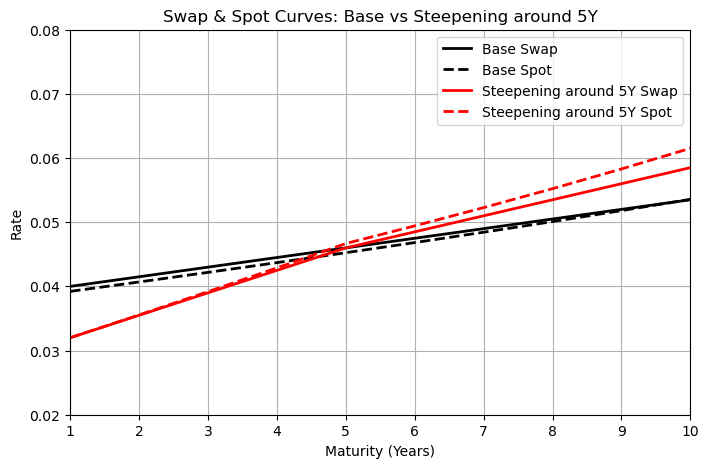 Swap & Spot Curves: Base vs Steepening around 5Y
0.08
0.07
0.06
0.05
0.04
0.03
0.02
Rate
Base Swap
Base Spot
Steepening around 5Y Swap
Steepening around 5Y Spot
1 2 3 4 5 6 7 8 9 10
Maturity (Years)